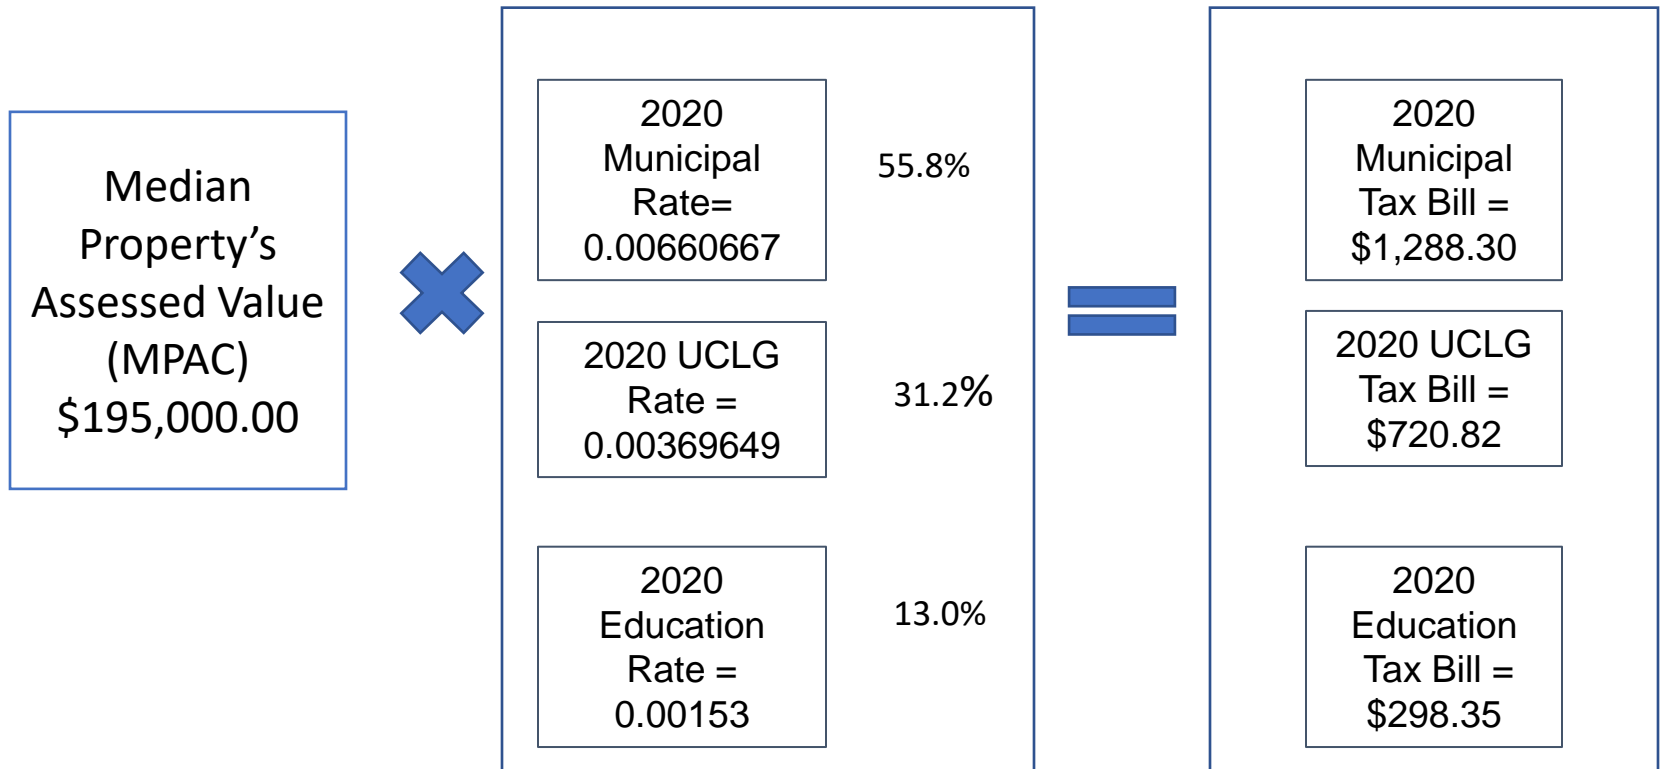 Median
Property’s
Assessed Value
(MPAC)
$195,000.00
2020
Municipal
Rate=
0.00660667
55.8%
2020 UCLG
Rate =
0.00369649
31.2%
2020
Education
Rate =
0.00153
13.0%
2020
Municipal
Tax Bill =
$1,288.30
2020 UCLG
Tax Bill =
$720.82
2020
Education
Tax Bill =
$298.35